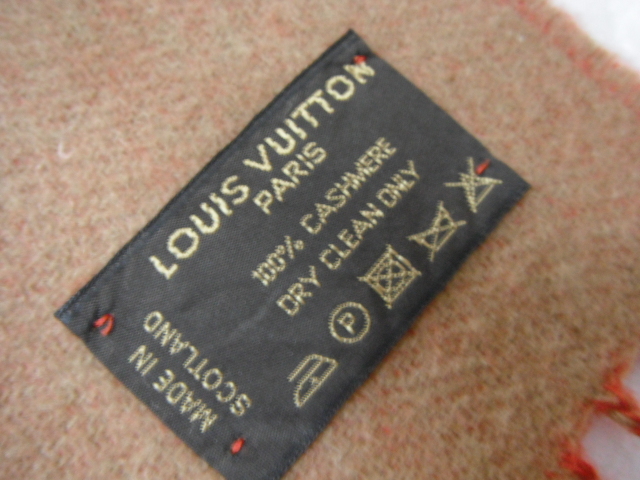 LOUIS VUITTON
PARIS
100% CASHMERE
DRY CLEAN ONLY
P
MADE IN
SCOTLAND